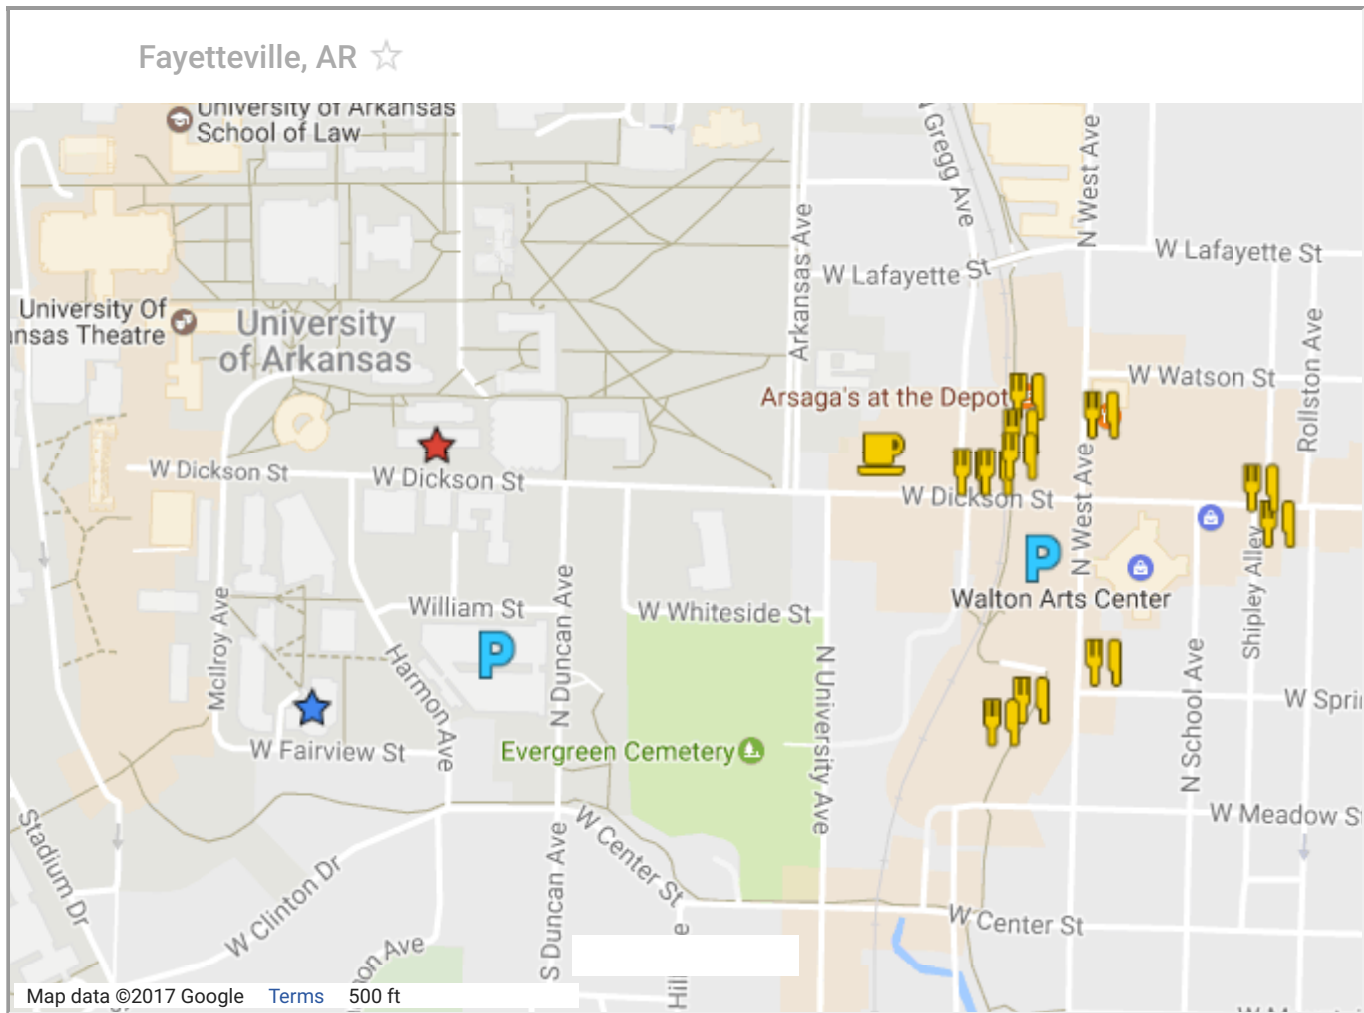 Fayetteville, AR
University of Arkansas
School of Law
N Gregg Ave
N West Ave
Arkansas Ave
W Lafayette St
W Lafayette St
University Of
nsas Theatre
University
of Arkansas
Rollston Ave
W Watson St
Arsaga's at the Depot
W Dickson St
W Dickson St
W Dickson St
N West Ave
P
Walton Arts Center
Shipley Alley
McIlroy Ave
William St
N Duncan Ave
W Whiteside St
P
Harmon Ave
N University Ave
N School Ave
W Sprin
W Fairview St
Evergreen Cemetery
Stadium Dr
W Meadow S
W Center St
S Duncan Ave
W Clinton Dr
W Center St
non Ave
Hill
e
Map data ©2017 Google Terms 500 ft